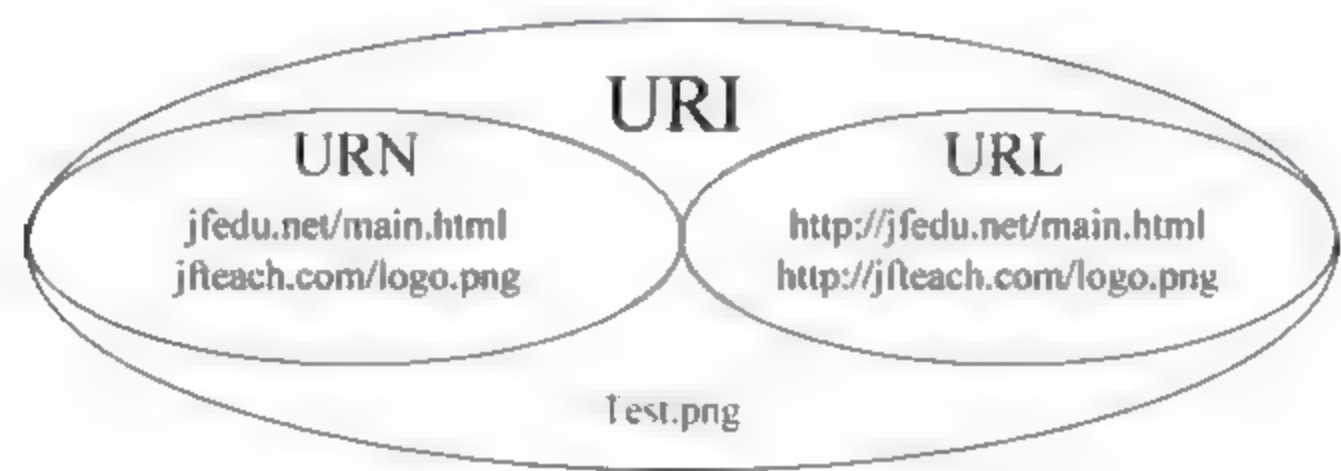 URI
URN
jfedu.net/main.html
jfteach.com/logo.png
URL
http://jfedu.net/main.html
http://jfteach.com/logo.png
Test.png